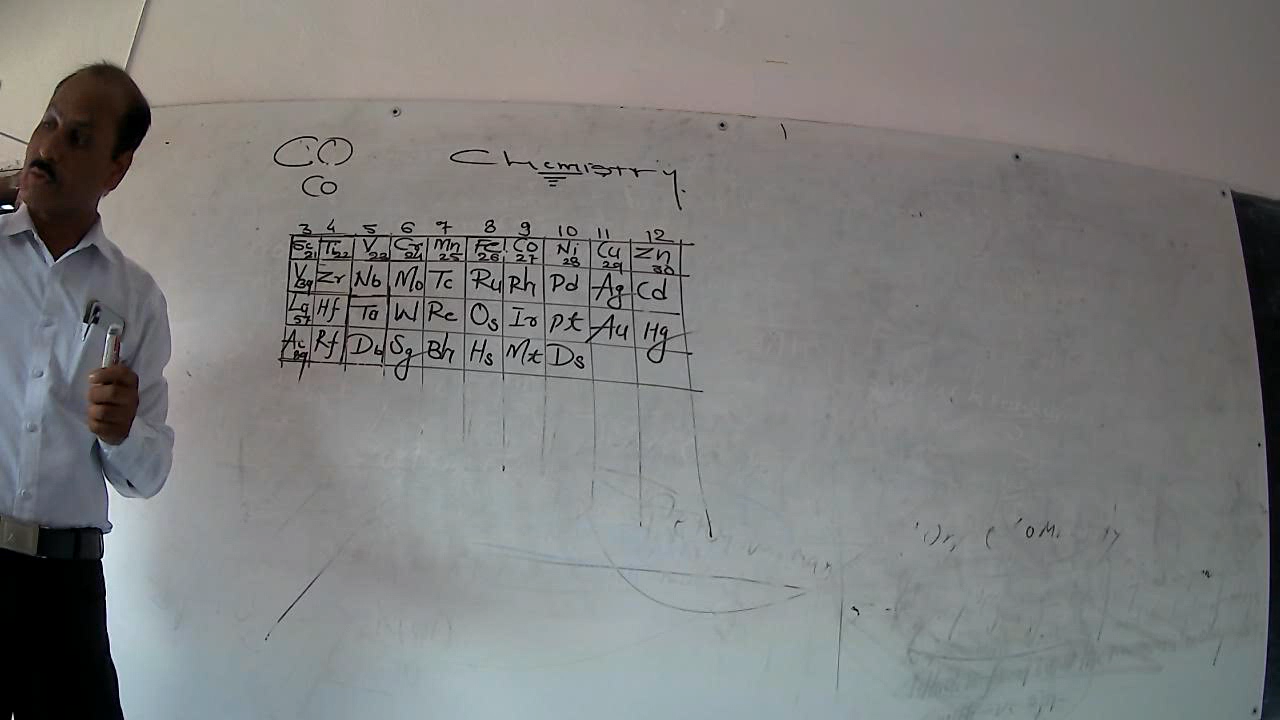 CO
Chemistry.
Co
3 4 5 6 7 8 9 10 11 12
Sc Ti V Cr Mn Fe Co Ni Cu Zn
21 22 23 24 25 26 27 28 29 30
Y Zr Nb Mo Tc Ru Rh Pd Ag Cd
39
La Hf Ta W Re Os Ir Pt Au Hg
57
Ac Rf Db Sg Bh Hs Mt Ds
89